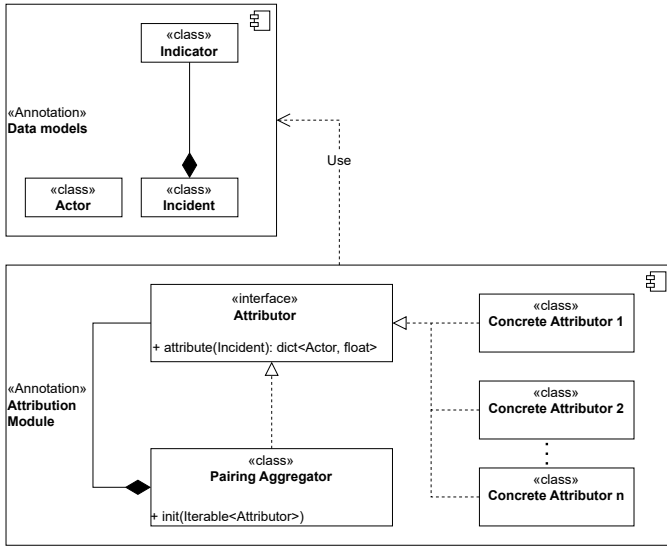 «class»
Indicator
«Annotation»
Data models
«class»
Actor
«class»
Incident
Use
«interface»
Attributor
+ attribute(Incident): dict<Actor, float>
«Annotation»
Attribution
Module
«class»
Pairing Aggregator
+ init(Iterable<Attributor>)
«class»
Concrete Attributor 1
«class»
Concrete Attributor 2
«class»
Concrete Attributor n